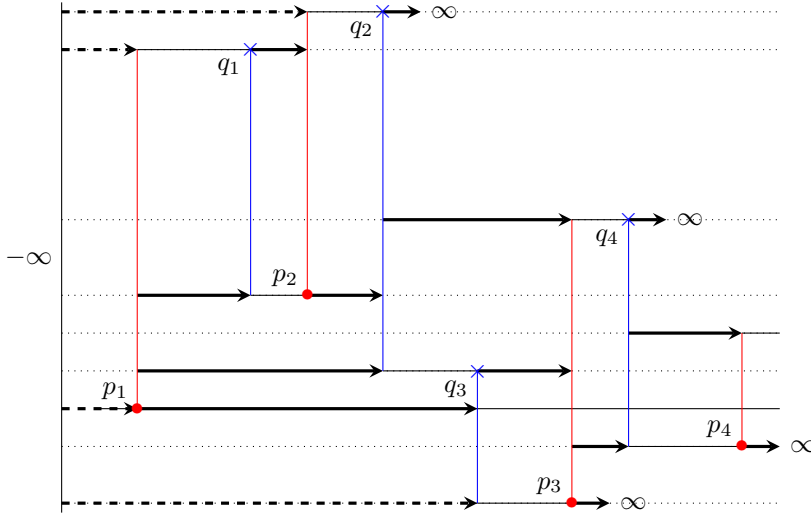 ∞
q₂
q₁
∞
q₄
−∞
p₂
p₁
q₃
p₄
∞
p₃
∞